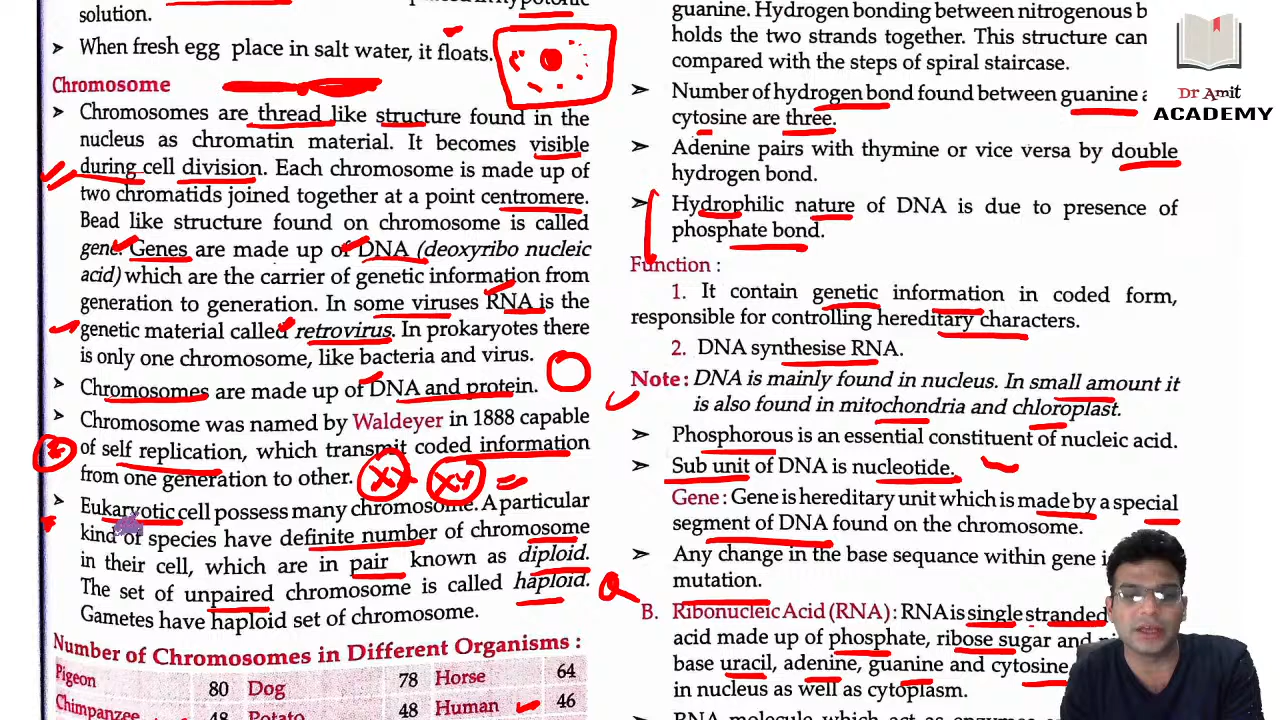 hypotonic
solution.
➤ When fresh egg place in salt water, it floats.
Chromosome
➤ Chromosomes are thread like structure found in the
nucleus as chromatin material. It becomes visible
during cell division. Each chromosome is made up of
two chromatids joined together at a point centromere.
Bead like structure found on chromosome is called
gene. Genes are made up of DNA (deoxyribo nucleic
acid) which are the carrier of genetic information from
generation to generation. In some viruses RNA is the
genetic material called retrovirus. In prokaryotes there
is only one chromosome, like bacteria and virus.
➤ Chromosomes are made up of DNA and protein.
➤ Chromosome was named by Waldeyer in 1888 capable
of self replication, which transmit coded information
from one generation to other.
XX XY =
➤ Eukaryotic cell possess many chromosome. A particular
kind of species have definite number of chromosome
in their cell, which are in pair known as diploid.
The set of unpaired chromosome is called haploid.
Gametes have haploid set of chromosome.
Number of Chromosomes in Different Organisms :
Pigeon 80 Dog 78 Horse 64
Chimpanzee 48 Potato 48 Human 46
guanine. Hydrogen bonding between nitrogenous b
holds the two strands together. This structure can
compared with the steps of spiral staircase.
➤ Number of hydrogen bond found between guanine
cytosine are three.
➤ Adenine pairs with thymine or vice versa by double
hydrogen bond.
➤ Hydrophilic nature of DNA is due to presence of
phosphate bond.
Function :
1. It contain genetic information in coded form,
responsible for controlling hereditary characters.
2. DNA synthesise RNA.
Note : DNA is mainly found in nucleus. In small amount it
is also found in mitochondria and chloroplast.
➤ Phosphorous is an essential constituent of nucleic acid.
➤ Sub unit of DNA is nucleotide.
Gene : Gene is hereditary unit which is made by a special
segment of DNA found on the chromosome.
➤ Any change in the base sequence within gene
mutation.
B. Ribonucleic Acid (RNA) : RNA is single stranded
acid made up of phosphate, ribose sugar and
base uracil, adenine, guanine and cytosine
in nucleus as well as cytoplasm.
RNA molecule which act as enzymes
Dr Amit
ACADEMY